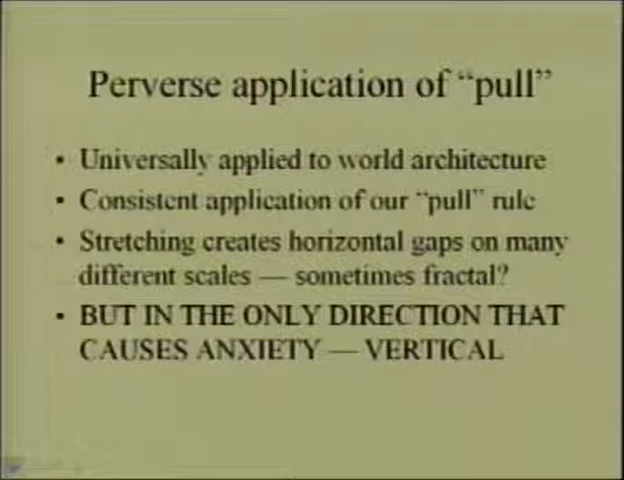 Perverse application of “pull”
• Universally applied to world architecture
• Consistent application of our “pull” rule
• Stretching creates horizontal gaps on many
different scales — sometimes fractal?
• BUT IN THE ONLY DIRECTION THAT
CAUSES ANXIETY — VERTICAL